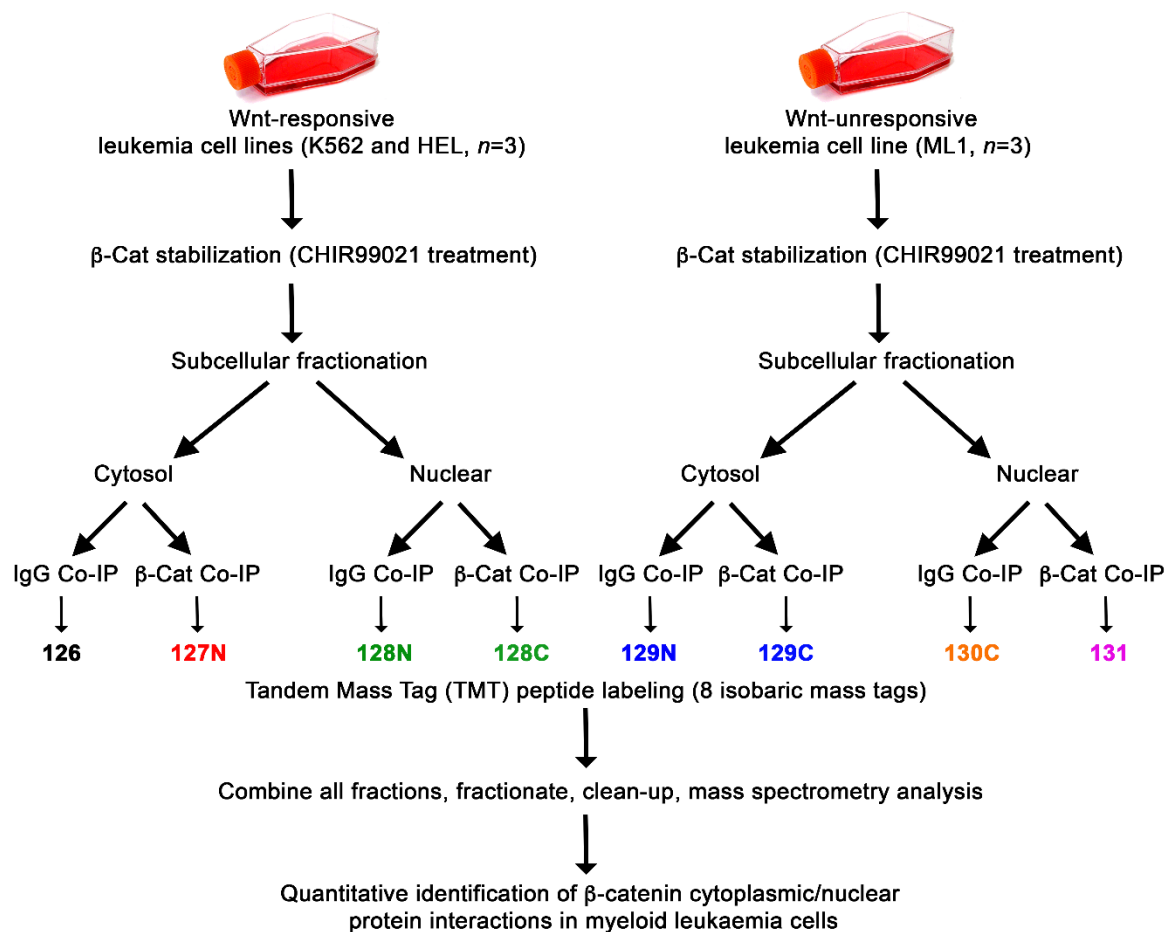 Wnt-responsive
leukemia cell lines (K562 and HEL, n=3)
Wnt-unresponsive
leukemia cell line (ML1, n=3)
β-Cat stabilization (CHIR99021 treatment)
β-Cat stabilization (CHIR99021 treatment)
Subcellular fractionation
Subcellular fractionation
Cytosol
Nuclear
Cytosol
Nuclear
IgG Co-IP
β-Cat Co-IP
IgG Co-IP
β-Cat Co-IP
IgG Co-IP
β-Cat Co-IP
IgG Co-IP
β-Cat Co-IP
126
127N
128N
128C
129N
129C
130C
131
Tandem Mass Tag (TMT) peptide labeling (8 isobaric mass tags)
Combine all fractions, fractionate, clean-up, mass spectrometry analysis
Quantitative identification of β-catenin cytoplasmic/nuclear
protein interactions in myeloid leukaemia cells